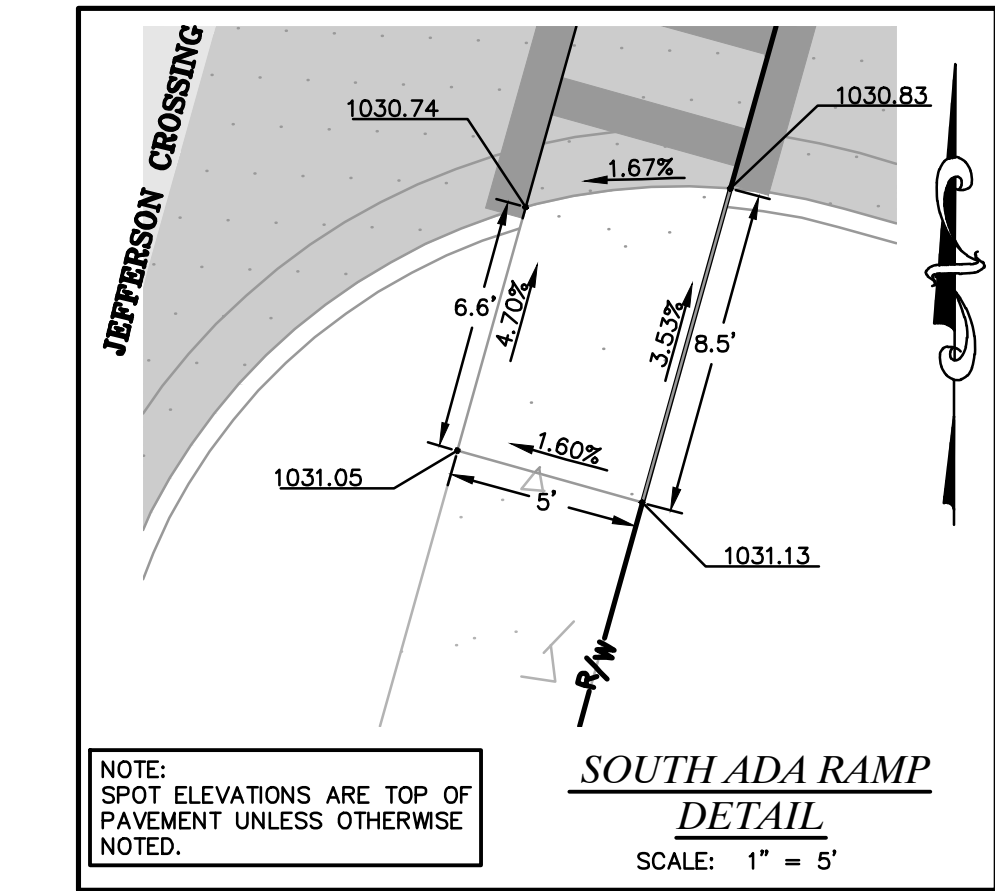 JEFFERSON CROSSING
1030.74
1030.83
1.67%
6.6'
4.70%
3.53%
8.5'
1.60%
5'
1031.05
1031.13
R/W
NOTE:
SPOT ELEVATIONS ARE TOP OF
PAVEMENT UNLESS OTHERWISE
NOTED.
SOUTH ADA RAMP
DETAIL
SCALE: 1" = 5'